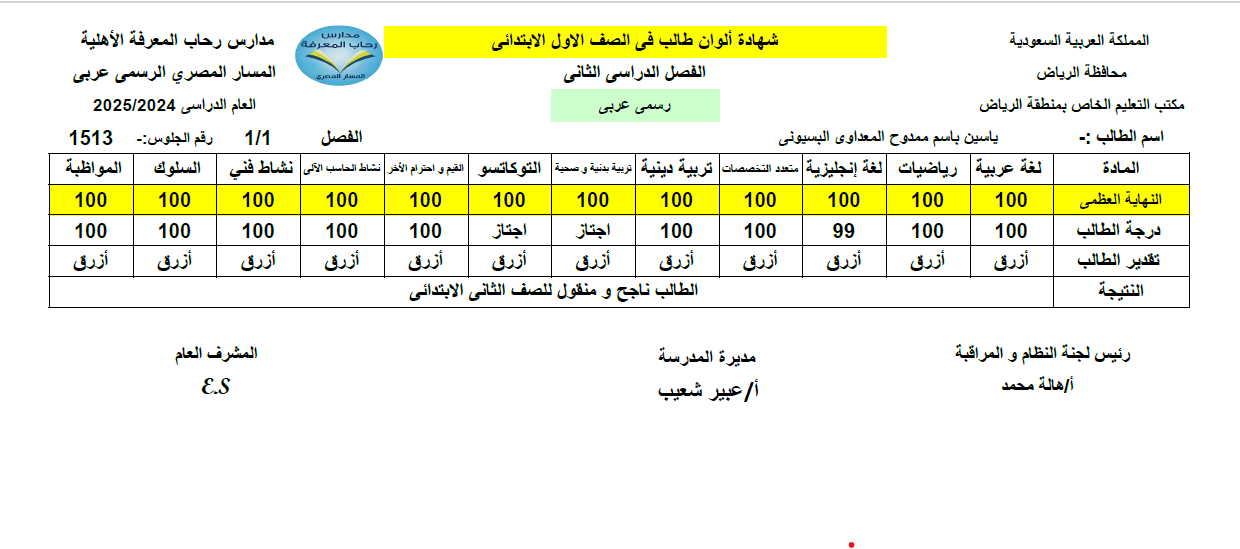 المملكة العربية السعودية
محافظة الرياض
مكتب التعليم الخاص بمنطقة الرياض
شهادة ألوان طالب فى الصف الاول الابتدائى
الفصل الدراسى الثانى
رسمى عربى
مدارس رحاب المعرفة
المسار المصري
مدارس رحاب المعرفة الأهلية
المسار المصري الرسمى عربى
العام الدراسى 2025/2024
اسم الطالب :- ياسين باسم ممدوح المعداوى البسيونى الفصل 1/1 رقم الجلوس:- 1513
المادة لغة عربية رياضيات لغة إنجليزية متعدد التخصصات تربية دينية تربية بدنية و صحية التوكاتسو القيم و احترام الأخر نشاط الحاسب الآلى نشاط فني السلوك المواظبة
النهاية العظمى 100 100 100 100 100 100 100 100 100 100 100 100
درجة الطالب 100 100 99 100 100 اجتاز اجتاز 100 100 100 100 100
تقدير الطالب أزرق أزرق أزرق أزرق أزرق أزرق أزرق أزرق أزرق أزرق أزرق أزرق
النتيجة الطالب ناجح و منقول للصف الثانى الابتدائى
رئيس لجنة النظام و المراقبة
أ/هالة محمد
مديرة المدرسة
أ/عبير شعيب
المشرف العام
E.S